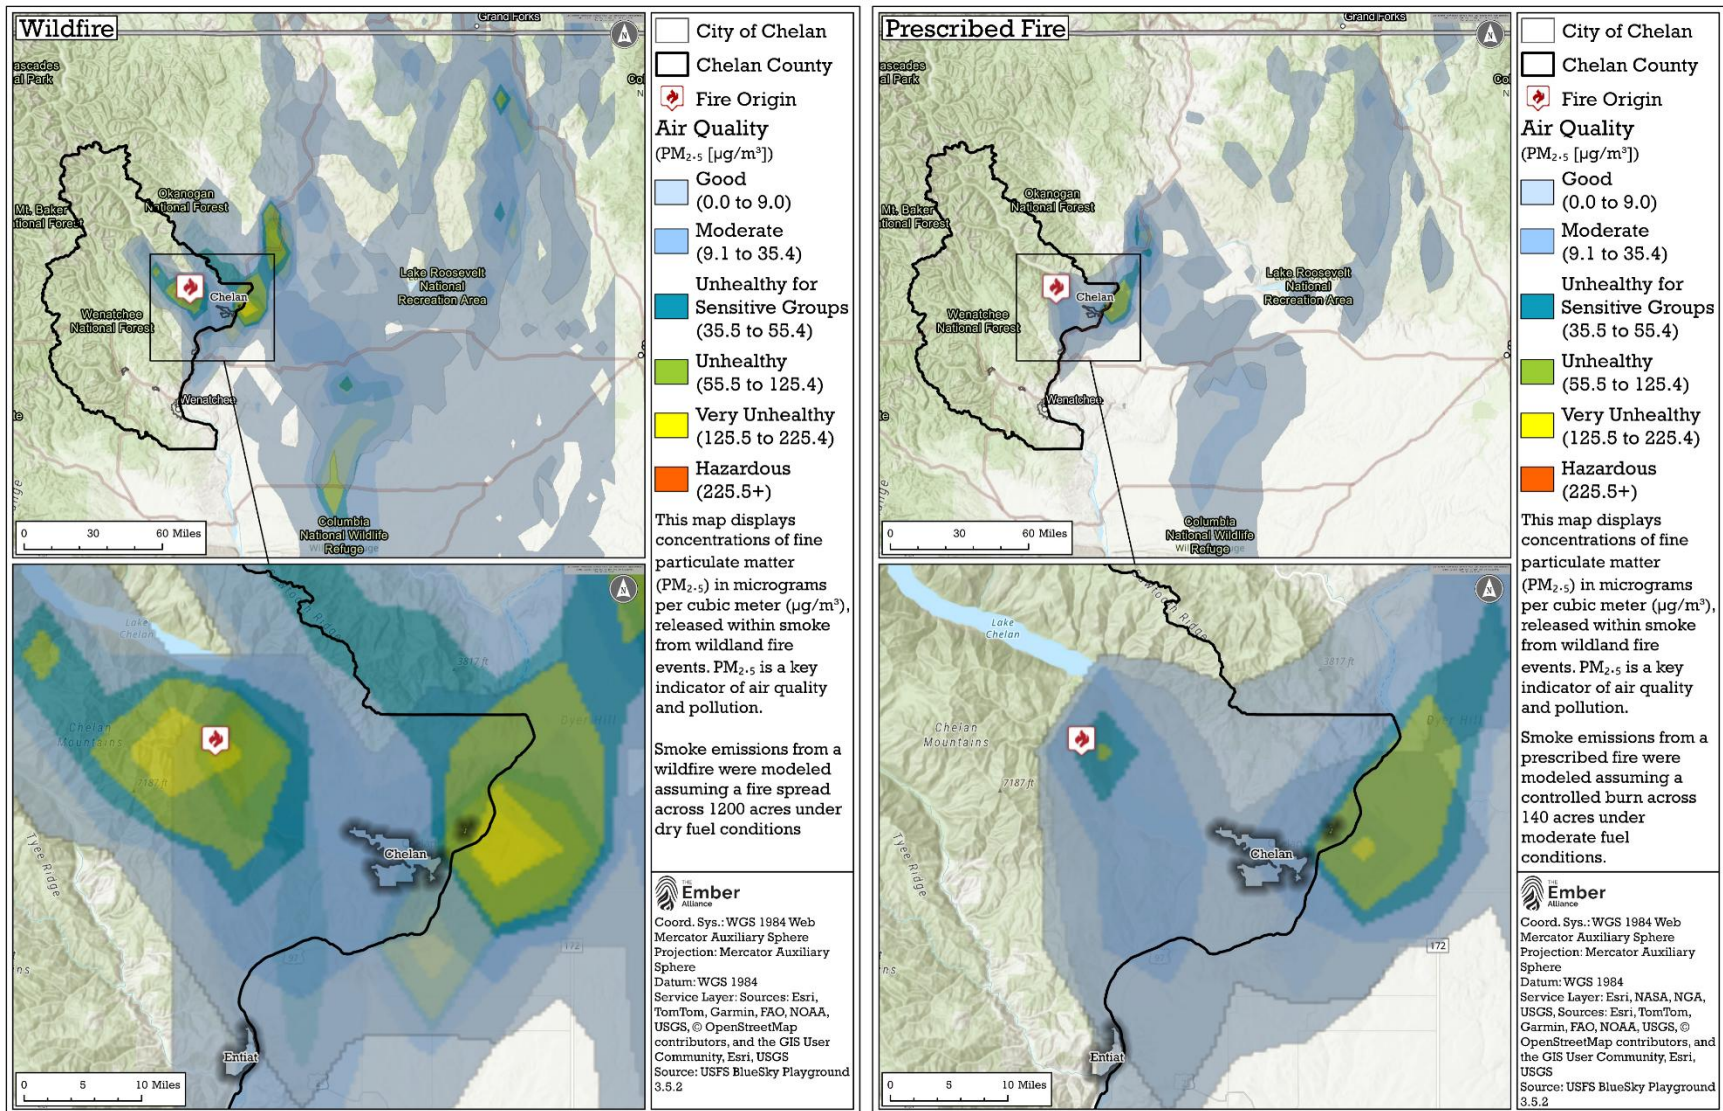 Wildfire
Grand Forks
ascades
al Park
Co
N
Okanogan
National Forest
Mt. Baker
tional Forest
Lake Roosevelt
National
Recreation Area
Chelan
Wenatchee
National Forest
Wenatchee
te
Columbia
National Wildlife
Refuge
0 30 60 Miles
N
City of Chelan
Chelan County
Fire Origin
Air Quality
(PM₂.₅ [µg/m³])
Good
(0.0 to 9.0)
Moderate
(9.1 to 35.4)
Unhealthy for
Sensitive Groups
(35.5 to 55.4)
Unhealthy
(55.5 to 125.4)
Very Unhealthy
(125.5 to 225.4)
Hazardous
(225.5+)
This map displays
concentrations of fine
particulate matter
(PM₂.₅) in micrograms
per cubic meter (µg/m³),
released within smoke
from wildland fire
events. PM₂.₅ is a key
indicator of air quality
and pollution.
Smoke emissions from a
wildfire were modeled
assuming a fire spread
across 1200 acres under
dry fuel conditions
Lake
Chelan
3817 ft
Dyer Hill
Chelan
Mountains
7187 ft
Tyee Ridge
Chelan
172
97
Entiat
ns
0 5 10 Miles
N
THE
Ember
Alliance
Coord. Sys.: WGS 1984 Web
Mercator Auxiliary Sphere
Projection: Mercator Auxiliary
Sphere
Datum: WGS 1984
Service Layer: Sources: Esri,
TomTom, Garmin, FAO, NOAA,
USGS, © OpenStreetMap
contributors, and the GIS User
Community, Esri, USGS
Source: USFS BlueSky Playground
3.5.2
Prescribed Fire
Grand Forks
ascades
al Park
Co
Okanogan
National Forest
Mt. Baker
ational Forest
Lake Roosevelt
National
Recreation Area
Chelan
Wenatchee
National Forest
Wenatchee
te
Columbia
National Wildlife
Refuge
0 30 60 Miles
N
City of Chelan
Chelan County
Fire Origin
Air Quality
(PM₂.₅ [µg/m³])
Good
(0.0 to 9.0)
Moderate
(9.1 to 35.4)
Unhealthy for
Sensitive Groups
(35.5 to 55.4)
Unhealthy
(55.5 to 125.4)
Very Unhealthy
(125.5 to 225.4)
Hazardous
(225.5+)
This map displays
concentrations of fine
particulate matter
(PM₂.₅) in micrograms
per cubic meter (µg/m³),
released within smoke
from wildland fire
events. PM₂.₅ is a key
indicator of air quality
and pollution.
Smoke emissions from a
prescribed fire were
modeled assuming a
controlled burn across
140 acres under
moderate fuel
conditions.
Sawtooth Ridge
Lake
Chelan
3817 ft
Dyer Hill
Chelan
Mountains
7187 ft
Tyee Ridge
Chelan
172
97
Entiat
ns
0 5 10 Miles
N
THE
Ember
Alliance
Coord. Sys.: WGS 1984 Web
Mercator Auxiliary Sphere
Projection: Mercator Auxiliary
Sphere
Datum: WGS 1984
Service Layer: Esri, NASA, NGA,
USGS, Sources: Esri, TomTom,
Garmin, FAO, NOAA, USGS, ©
OpenStreetMap contributors, and
the GIS User Community, Esri,
USGS
Source: USFS BlueSky Playground
3.5.2